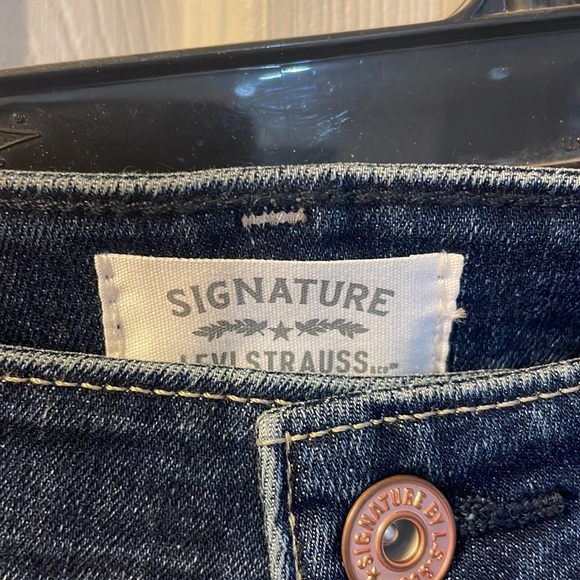 SIGNATURE
LEVI STRAUSS
SIGNATURE BY L.S.